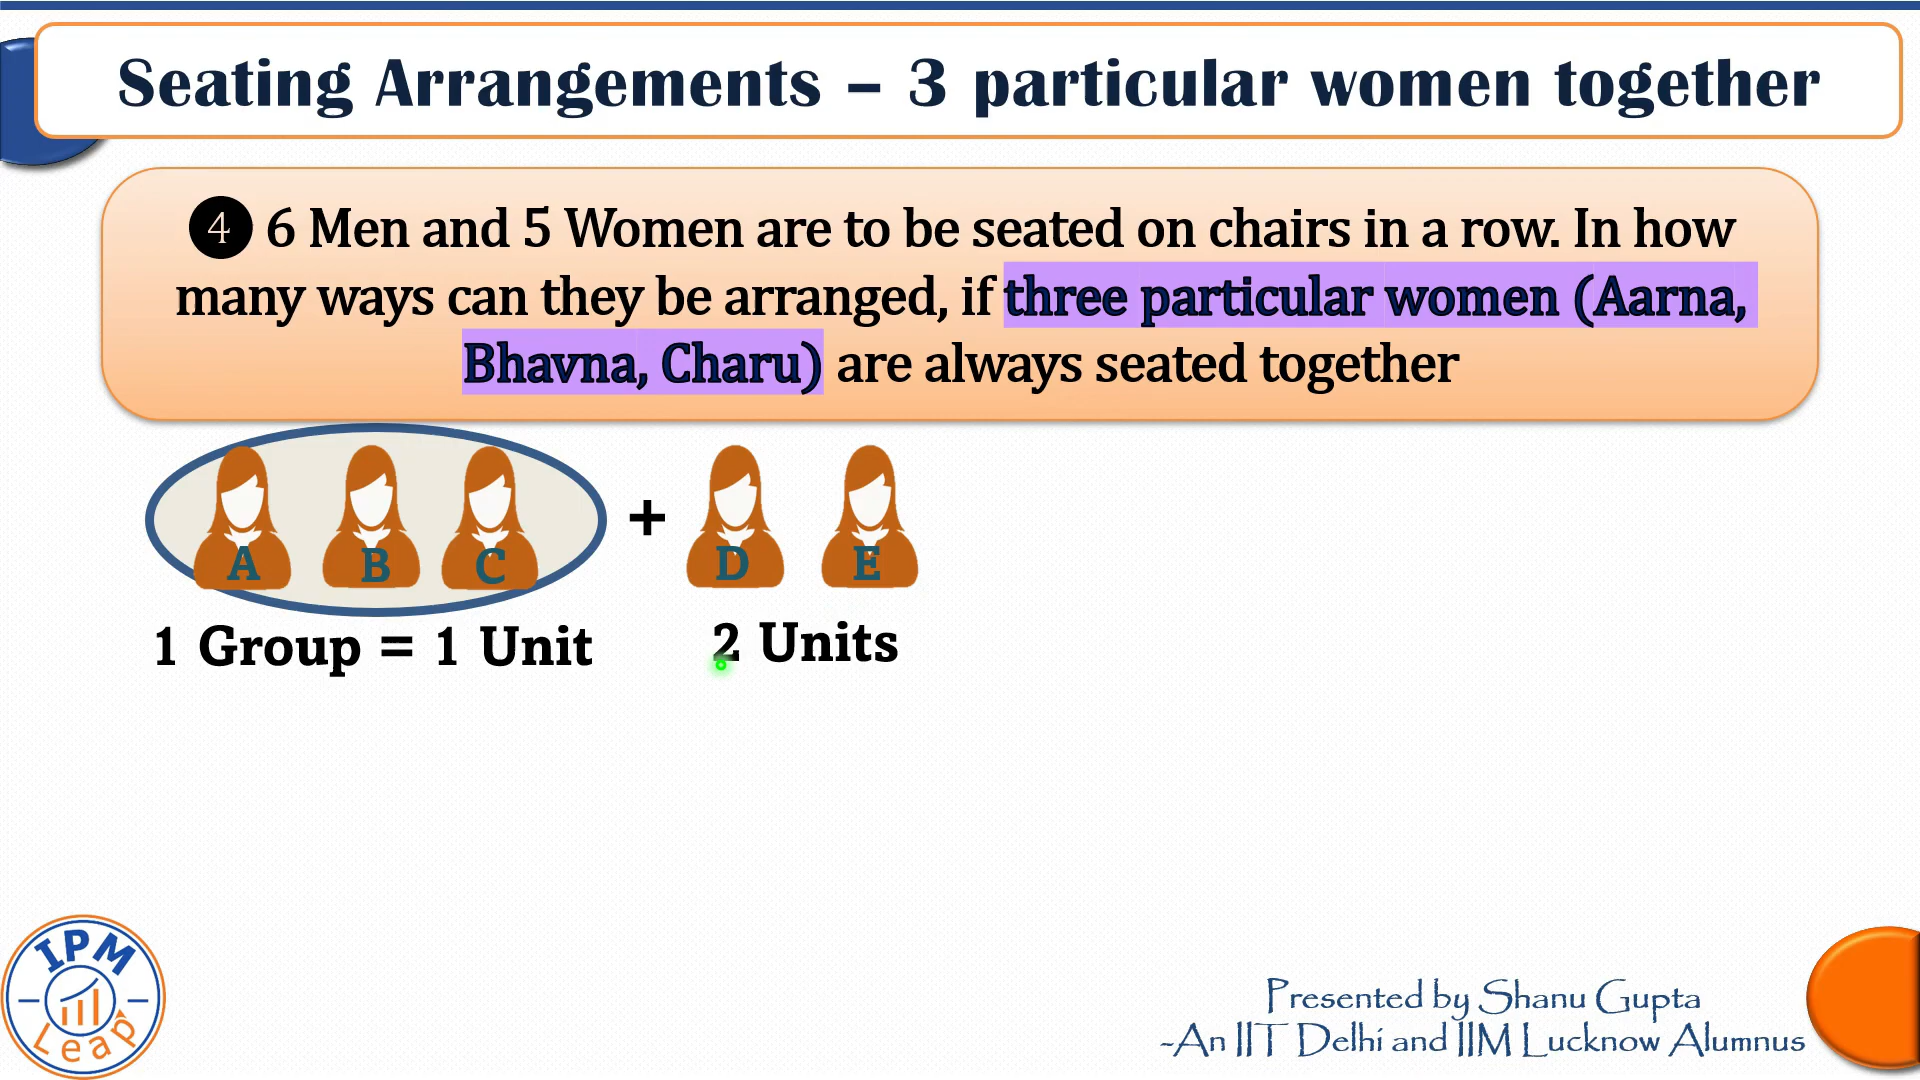 Seating Arrangements – 3 particular women together
❹ 6 Men and 5 Women are to be seated on chairs in a row. In how
many ways can they be arranged, if three particular women (Aarna,
Bhavna, Charu) are always seated together
A B C + D E
1 Group = 1 Unit 2 Units
IPM
Leap
Presented by Shanu Gupta
-An IIT Delhi and IIM Lucknow Alumnus